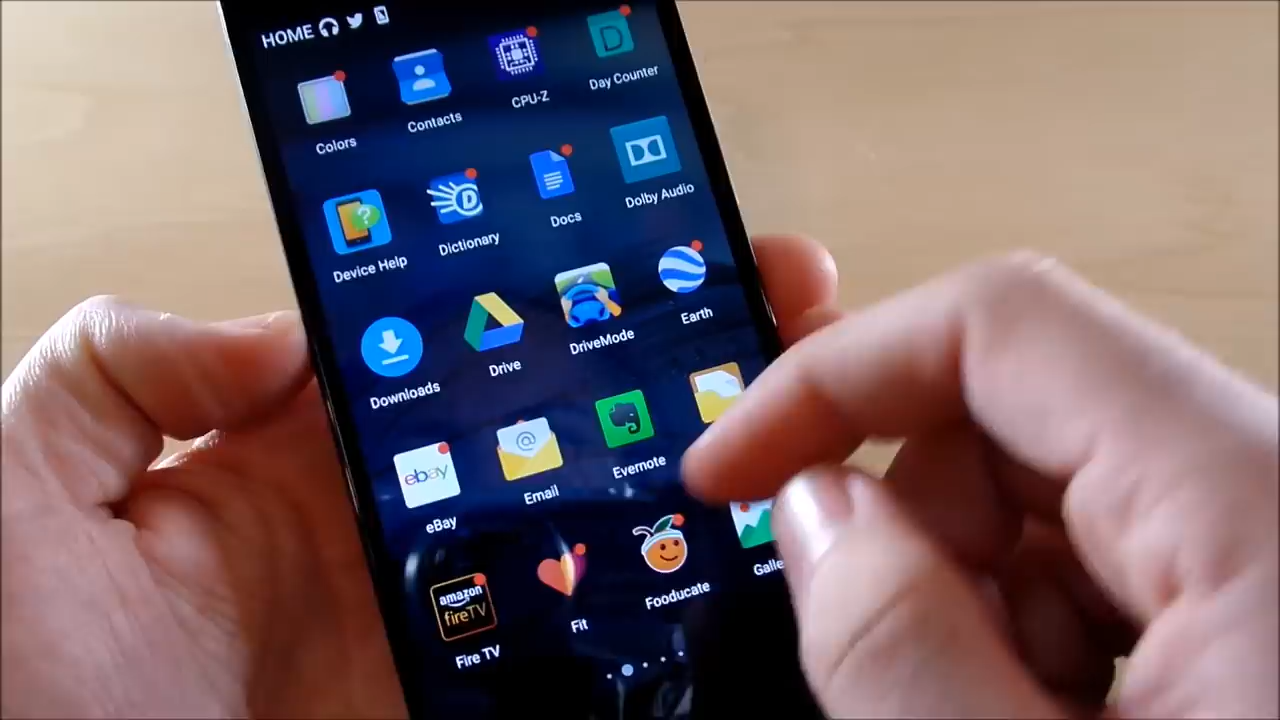 HOME
Colors
Contacts
CPU-Z
D
Day Counter
?
Device Help
D
Dictionary
Docs
Dolby Audio
Downloads
Drive
DriveMode
Earth
ebay
eBay
@
Email
Evernote
amazon
fireTV
Fire TV
Fit
Fooducate
Galle